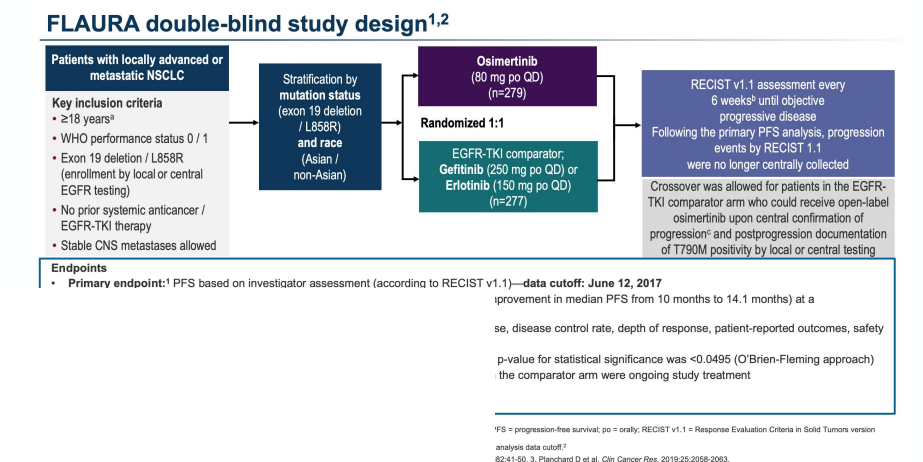 FLAURA double-blind study design1,2
Patients with locally advanced or
metastatic NSCLC
Key inclusion criteria
• ≥18 yearsa
• WHO performance status 0 / 1
• Exon 19 deletion / L858R
(enrollment by local or central
EGFR testing)
• No prior systemic anticancer /
EGFR-TKI therapy
• Stable CNS metastases allowed
Stratification by
mutation status
(exon 19 deletion
/ L858R)
and race
(Asian /
non-Asian)
Osimertinib
(80 mg po QD)
(n=279)
Randomized 1:1
EGFR-TKI comparator;
Gefitinib (250 mg po QD) or
Erlotinib (150 mg po QD)
(n=277)
RECIST v1.1 assessment every
6 weeksb until objective
progressive disease
Following the primary PFS analysis, progression
events by RECIST 1.1
were no longer centrally collected
Crossover was allowed for patients in the EGFR-
TKI comparator arm who could receive open-label
osimertinib upon central confirmation of
progressionc and postprogression documentation
of T790M positivity by local or central testing
Endpoints
• Primary endpoint:1 PFS based on investigator assessment (according to RECIST v1.1)—data cutoff: June 12, 2017
provement in median PFS from 10 months to 14.1 months) at a
se, disease control rate, depth of response, patient-reported outcomes, safety
p-value for statistical significance was <0.0495 (O'Brien-Fleming approach)
the comparator arm were ongoing study treatment
PFS = progression-free survival; po = orally; RECIST v1.1 = Response Evaluation Criteria in Solid Tumors version
analysis data cutoff.2
82:41-50. 3. Planchard D et al. Clin Cancer Res. 2019;25:2058-2063.